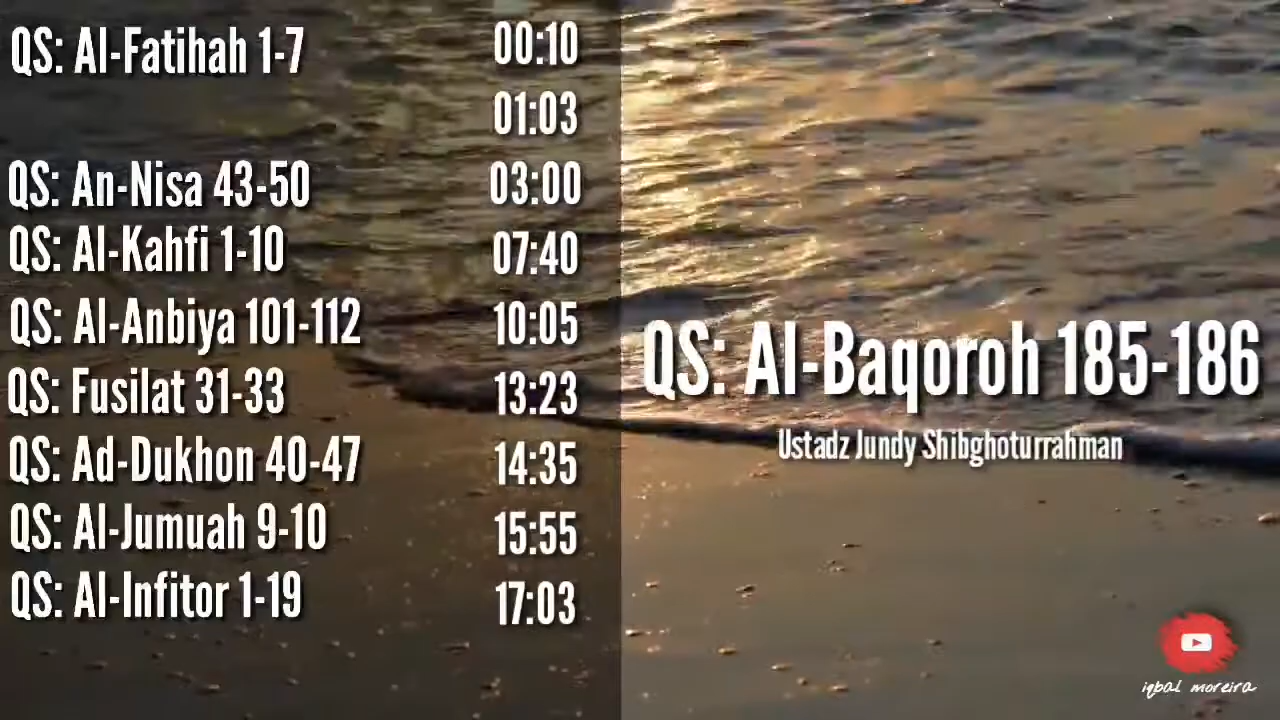 QS: Al-Fatihah 1-7 00:10
01:03
QS: An-Nisa 43-50 03:00
QS: Al-Kahfi 1-10 07:40
QS: Al-Anbiya 101-112 10:05
QS: Fusilat 31-33 13:23
QS: Ad-Dukhon 40-47 14:35
QS: Al-Jumuah 9-10 15:55
QS: Al-Infitor 1-19 17:03
QS: Al-Baqoroh 185-186
Ustadz Jundy Shibghoturrahman
iqbal moreira